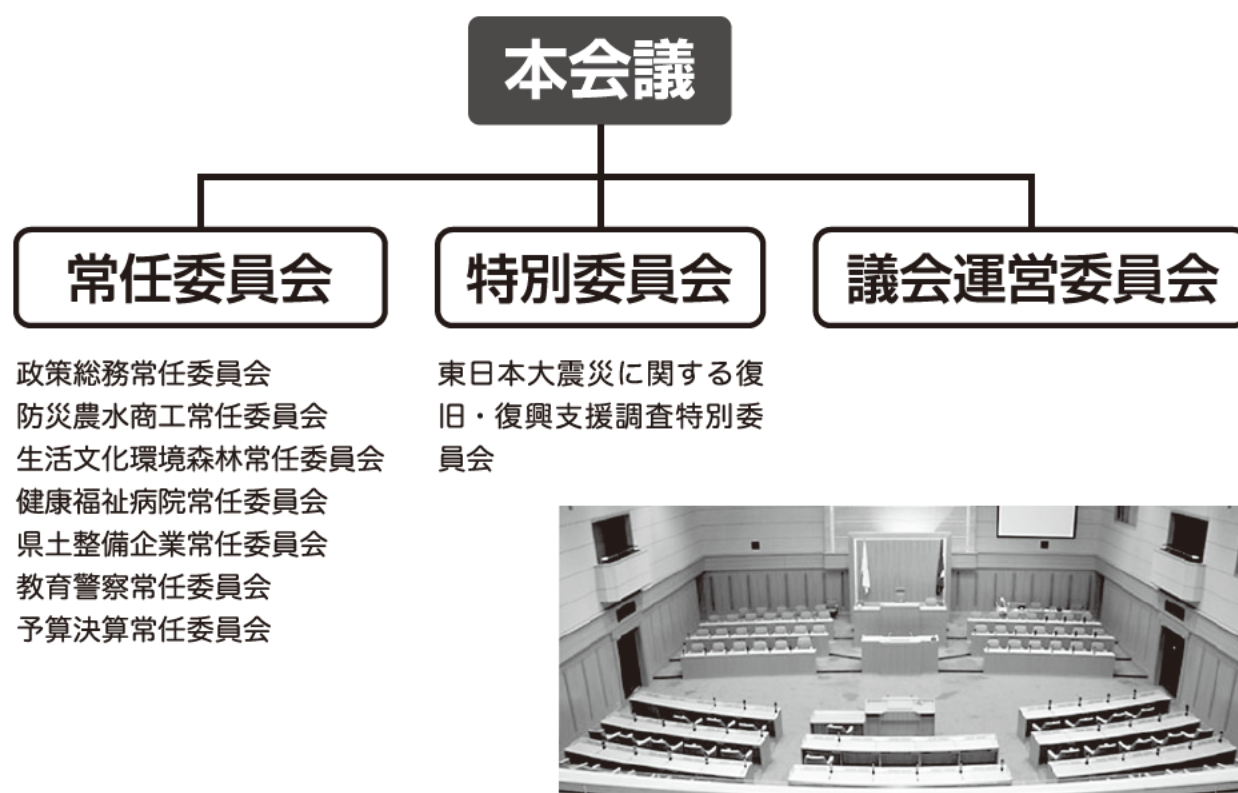 本会議
常任委員会
特別委員会
議会運営委員会
政策総務常任委員会
防災農水商工常任委員会
生活文化環境森林常任委員会
健康福祉病院常任委員会
県土整備企業常任委員会
教育警察常任委員会
予算決算常任委員会
東日本大震災に関する復
旧・復興支援調査特別委
員会